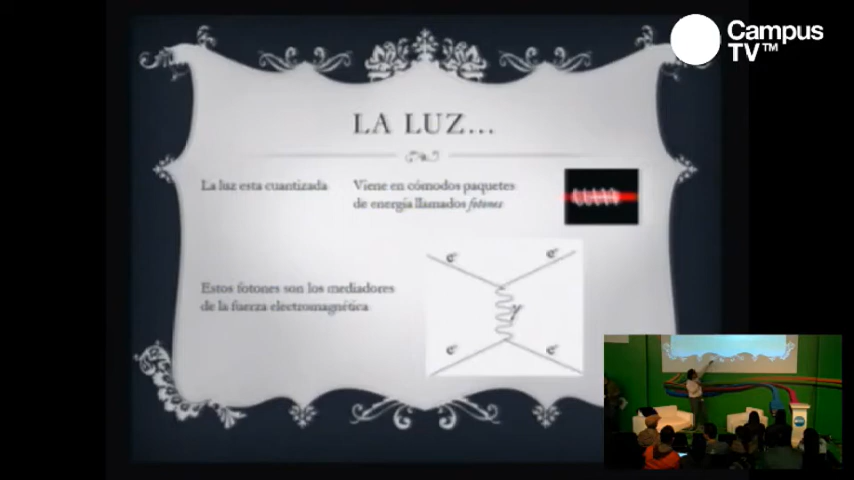 Campus
TV™
LA LUZ...
La luz esta cuantizada
Viene en cómodos paquetes
de energía llamados fotones
Estos fotones son los mediadores
de la fuerza electromagnética
e⁻
e⁻
γ
e⁻
e⁻